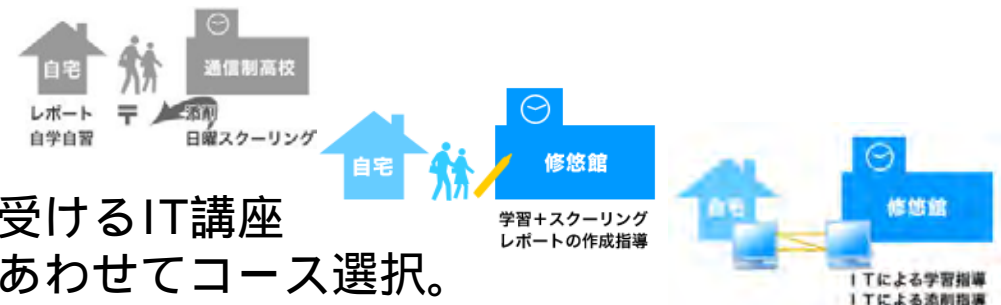 自宅
通信制高校
レポート 〒 添削
自学自習 日曜スクーリング
自宅
修悠館
学習+スクーリング
レポートの作成指導
自宅
修悠館
ITによる学習指導
ITによる添削指導
受けるIT講座
あわせてコース選択。